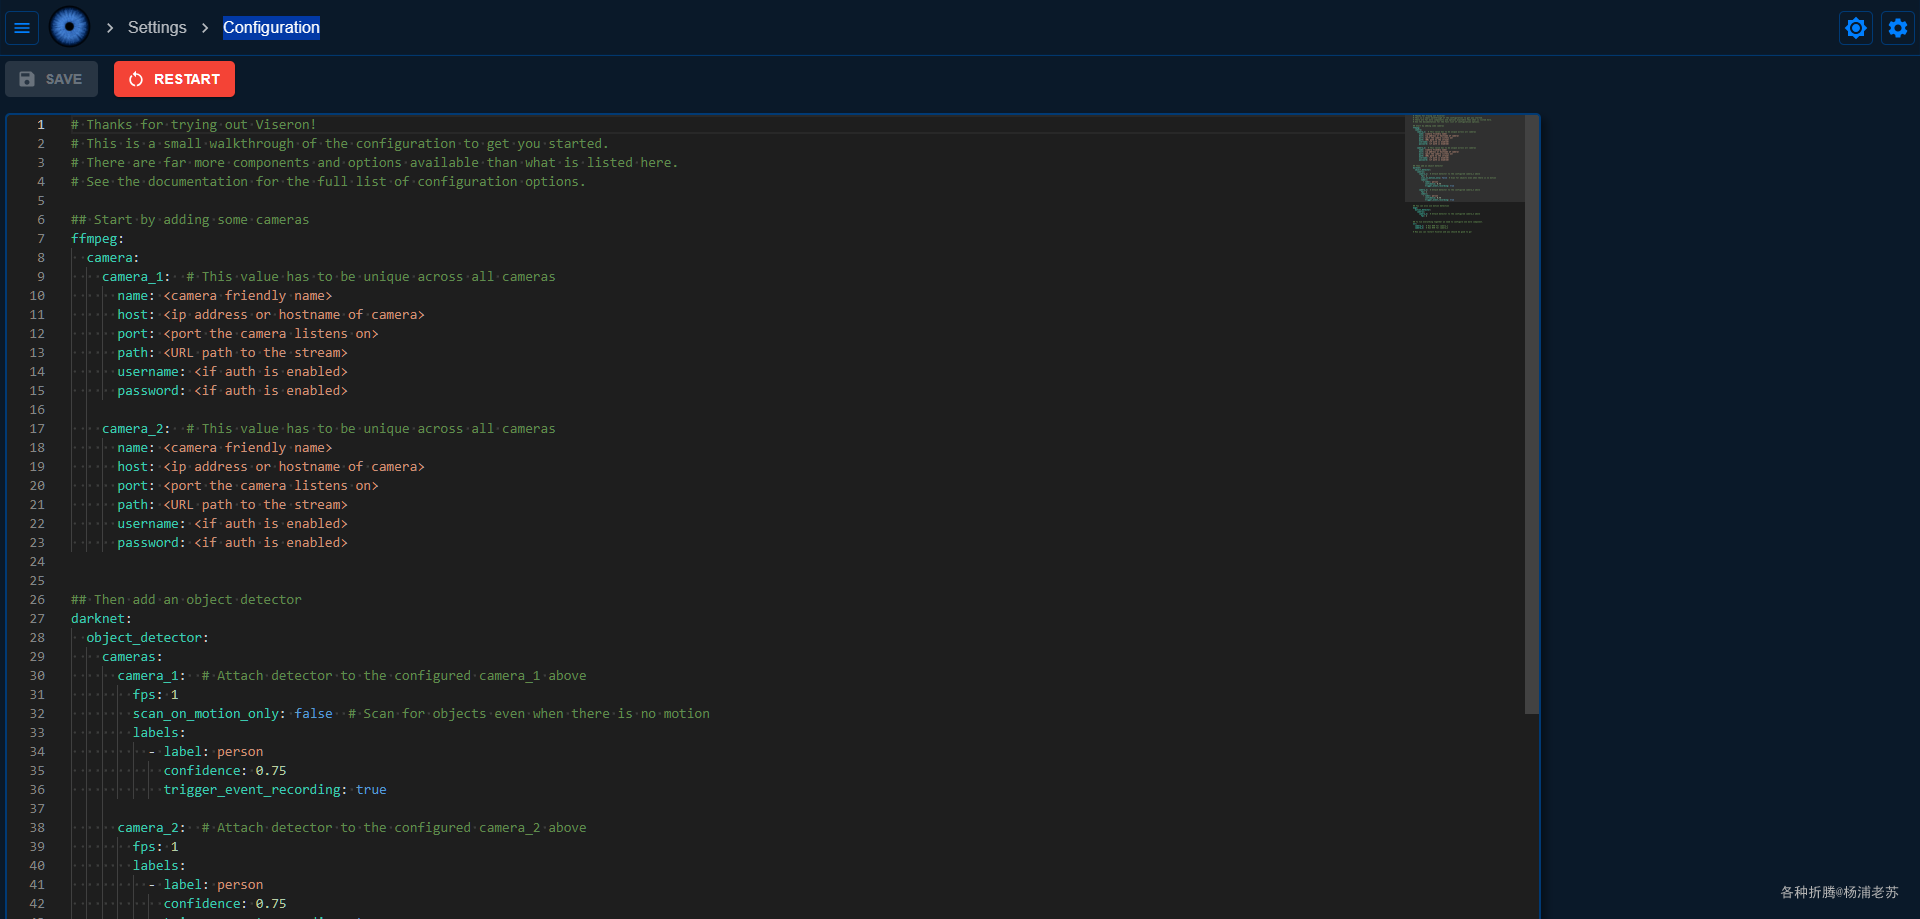 Settings
Configuration
SAVE
RESTART
1 # Thanks for trying out Viseron!
2 # This is a small walkthrough of the configuration to get you started.
3 # There are far more components and options available than what is listed here.
4 # See the documentation for the full list of configuration options.
5
6 ## Start by adding some cameras
7 ffmpeg:
8   camera:
9     camera_1:  # This value has to be unique across all cameras
10       name: <camera friendly name>
11       host: <ip address or hostname of camera>
12       port: <port the camera listens on>
13       path: <URL path to the stream>
14       username: <if auth is enabled>
15       password: <if auth is enabled>
16
17     camera_2:  # This value has to be unique across all cameras
18       name: <camera friendly name>
19       host: <ip address or hostname of camera>
20       port: <port the camera listens on>
21       path: <URL path to the stream>
22       username: <if auth is enabled>
23       password: <if auth is enabled>
24
25
26 ## Then add an object detector
27 darknet:
28   object_detector:
29     cameras:
30       camera_1:  # Attach detector to the configured camera_1 above
31         fps: 1
32         scan_on_motion_only: false  # Scan for objects even when there is no motion
33         labels:
34           - label: person
35             confidence: 0.75
36             trigger_event_recording: true
37
38       camera_2:  # Attach detector to the configured camera_2 above
39         fps: 1
40         labels:
41           - label: person
42             confidence: 0.75
各种折腾@杨浦老苏